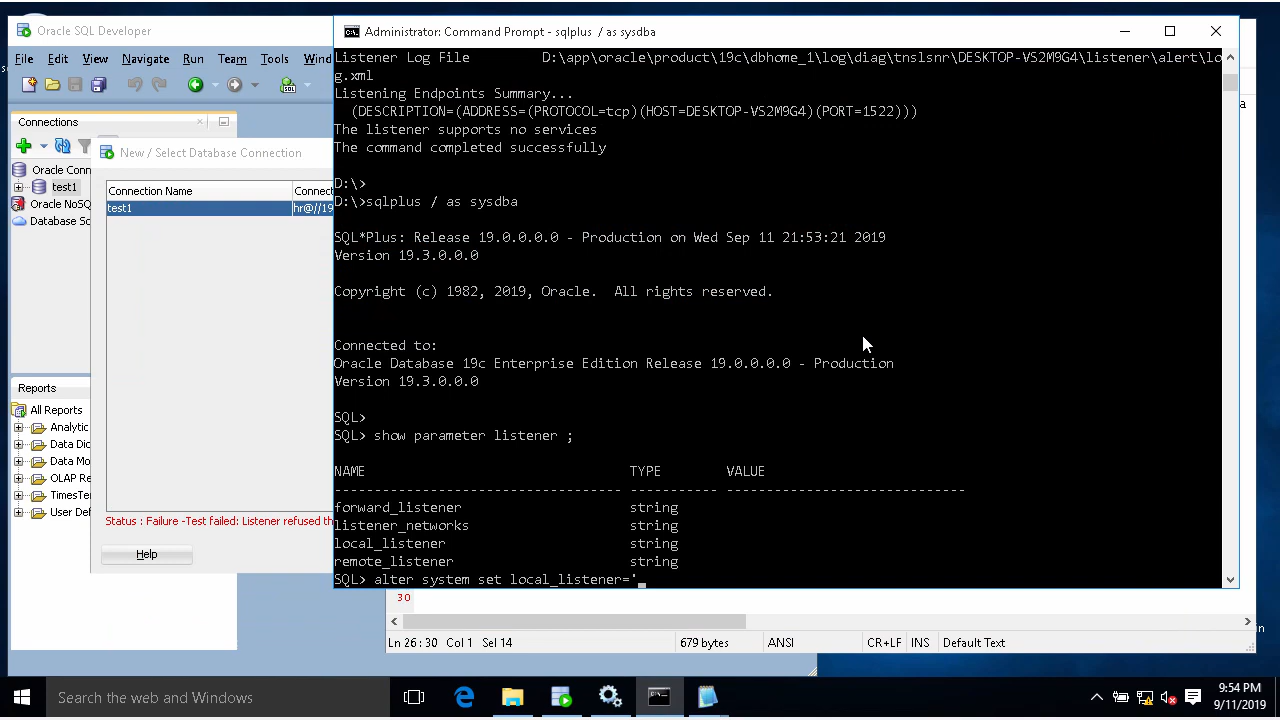 Oracle SQL Developer
File Edit View Navigate Run Team Tools Wind
Connections
Oracle Conn
test1
Oracle NoSQ
Database Sc
New / Select Database Connection
Connection Name Connect
test1 hr@//19
Status : Failure -Test failed: Listener refused th
Help
Reports
All Reports
Analytic
Data Dic
Data Mo
OLAP Re
TimesTe
User Def
Administrator: Command Prompt - sqlplus / as sysdba
Listener Log File D:\app\oracle\product\19c\dbhome_1\log\diag\tnslsnr\DESKTOP-VS2M9G4\listener\alert\lo
g.xml
Listening Endpoints Summary...
(DESCRIPTION=(ADDRESS=(PROTOCOL=tcp)(HOST=DESKTOP-VS2M9G4)(PORT=1522)))
The listener supports no services
The command completed successfully
D:\>
D:\>sqlplus / as sysdba
SQL*Plus: Release 19.0.0.0.0 - Production on Wed Sep 11 21:53:21 2019
Version 19.3.0.0.0
Copyright (c) 1982, 2019, Oracle. All rights reserved.
Connected to:
Oracle Database 19c Enterprise Edition Release 19.0.0.0.0 - Production
Version 19.3.0.0.0
SQL>
SQL> show parameter listener ;
NAME TYPE VALUE
------------------------------------ ----------- ------------------------------
forward_listener string
listener_networks string
local_listener string
remote_listener string
SQL> alter system set local_listener='_
30
Ln 26 : 30 Col 1 Sel 14 679 bytes ANSI CR+LF INS Default Text
Search the web and Windows
9:54 PM
9/11/2019